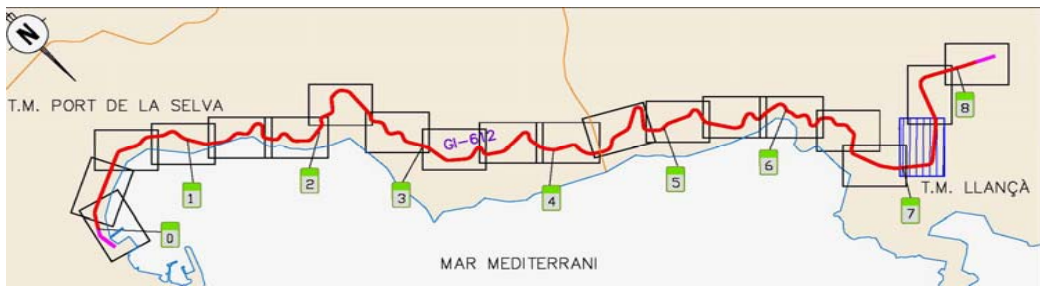 N
T.M. PORT DE LA SELVA
GI-612
8
1
2
3
4
5
6
T.M. LLANÇÀ
7
0
MAR MEDITERRANI